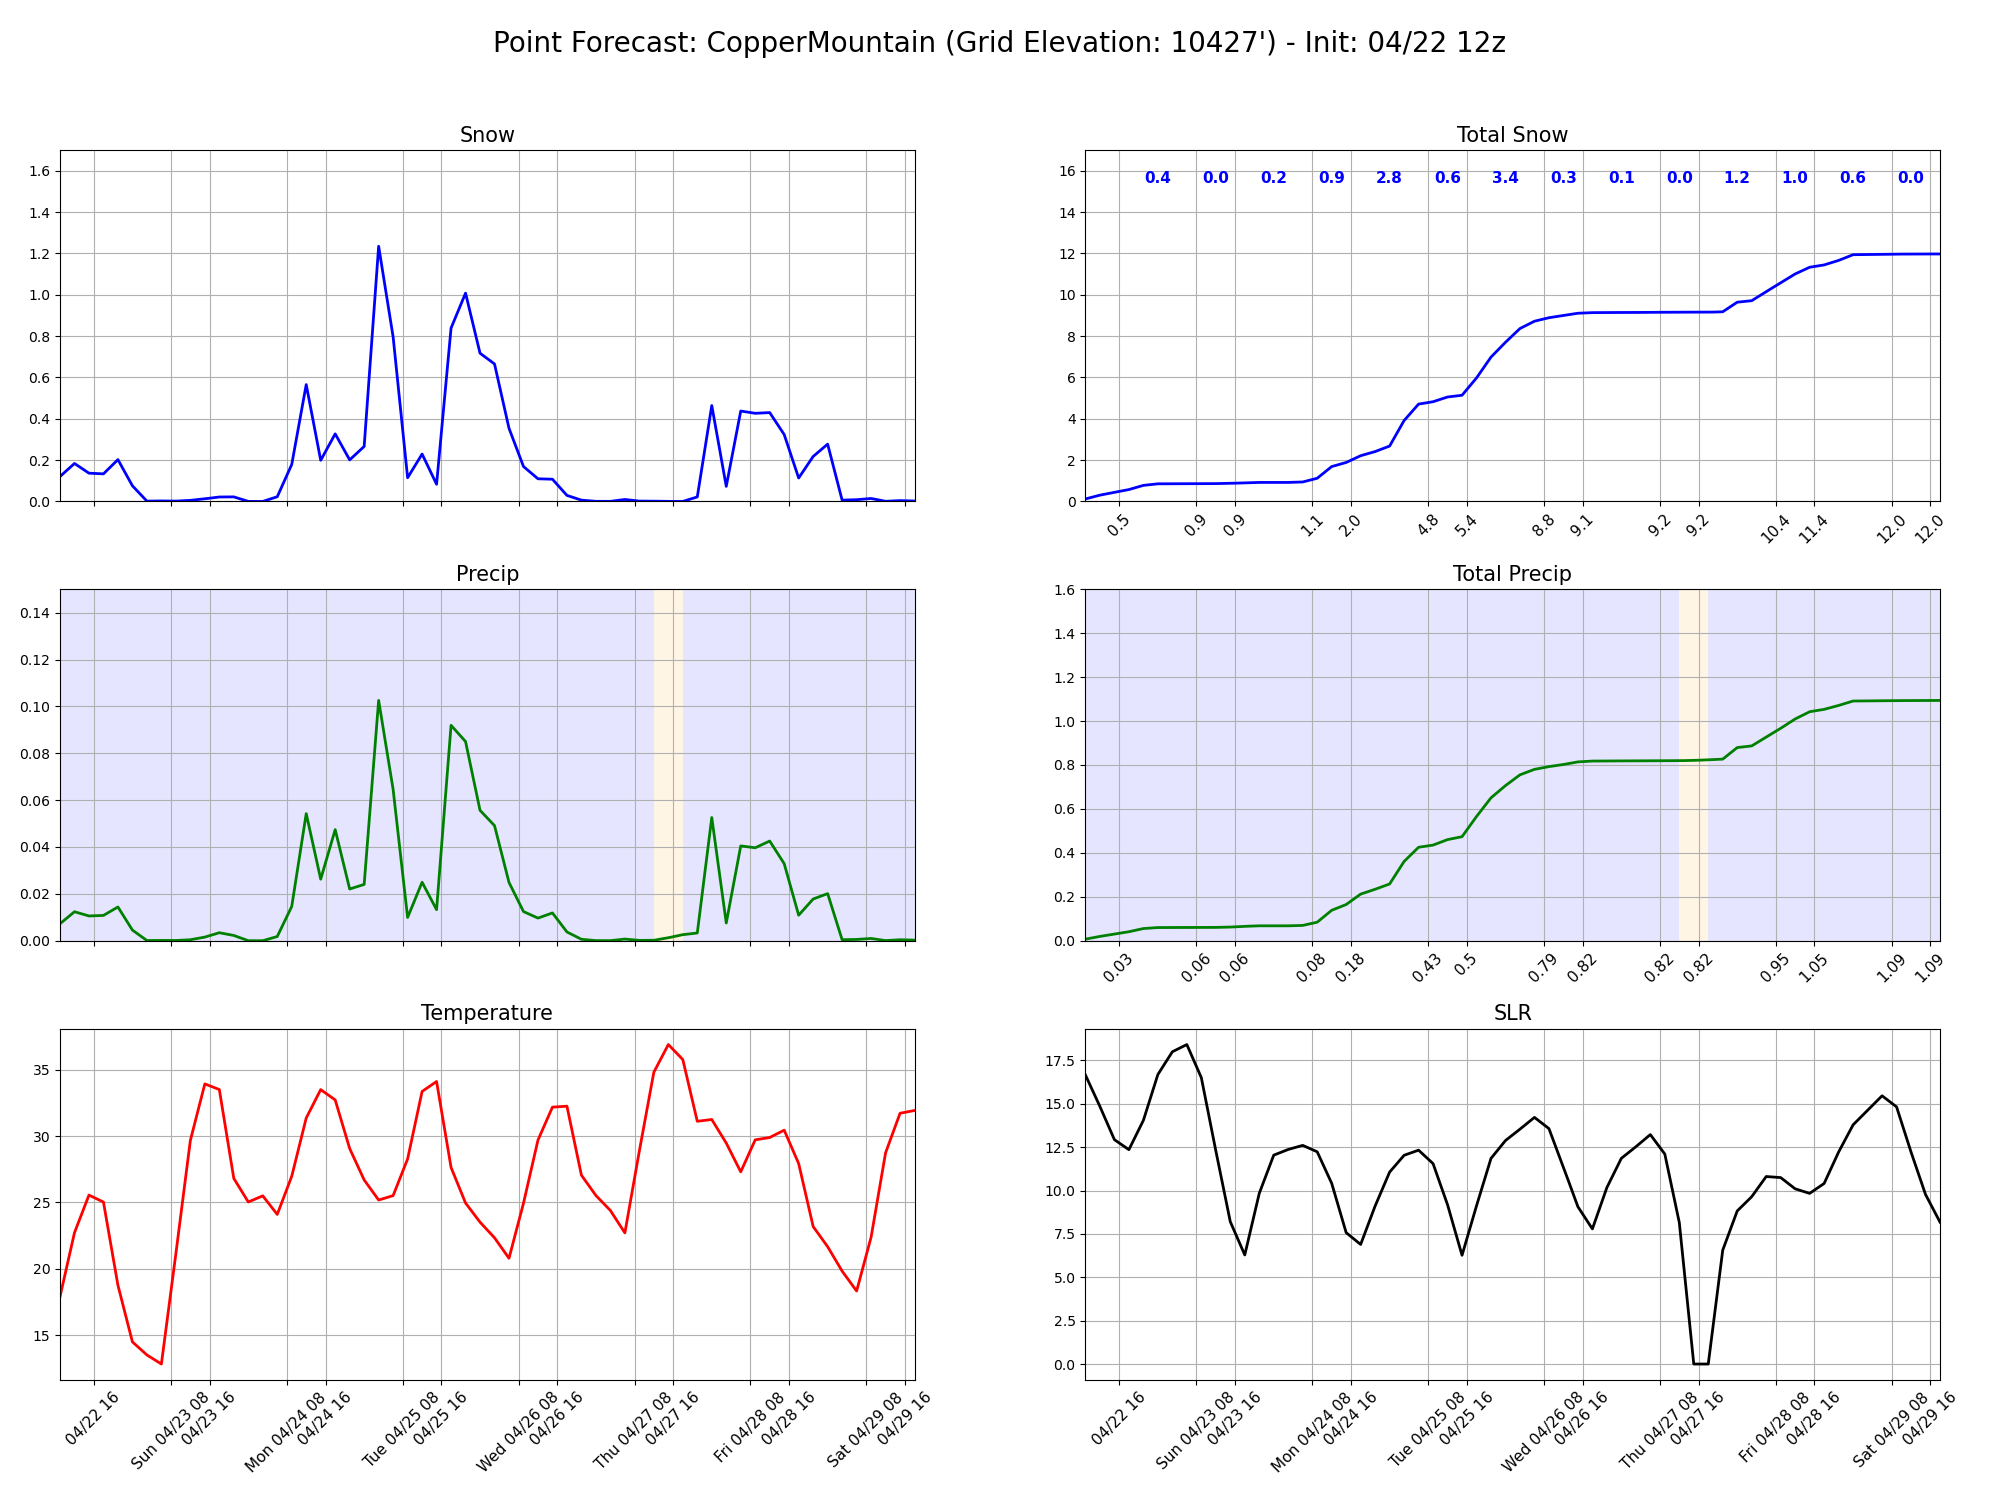 Point Forecast: CopperMountain (Grid Elevation: 10427') - Init: 04/22 12z
Snow
1.6
1.4
1.2
1.0
0.8
0.6
0.4
0.2
0.0
Total Snow
16
14
12
10
8
6
4
2
0
0.4 0.0 0.2 0.9 2.8 0.6 3.4 0.3 0.1 0.0 1.2 1.0 0.6 0.0
0.5 0.9 0.9 1.1 2.0 4.8 5.4 8.8 9.1 9.2 9.2 10.4 11.4 12.0 12.0
Precip
0.14
0.12
0.10
0.08
0.06
0.04
0.02
0.00
Total Precip
1.6
1.4
1.2
1.0
0.8
0.6
0.4
0.2
0.0
0.03 0.06 0.06 0.08 0.18 0.43 0.5 0.79 0.82 0.82 0.82 0.95 1.05 1.09 1.09
Temperature
35
30
25
20
15
04/22 16
Sun 04/23 08
04/23 16
Mon 04/24 08
04/24 16
Tue 04/25 08
04/25 16
Wed 04/26 08
04/26 16
Thu 04/27 08
04/27 16
Fri 04/28 08
04/28 16
Sat 04/29 08
04/29 16
SLR
17.5
15.0
12.5
10.0
7.5
5.0
2.5
0.0
04/22 16
Sun 04/23 08
04/23 16
Mon 04/24 08
04/24 16
Tue 04/25 08
04/25 16
Wed 04/26 08
04/26 16
Thu 04/27 08
04/27 16
Fri 04/28 08
04/28 16
Sat 04/29 08
04/29 16